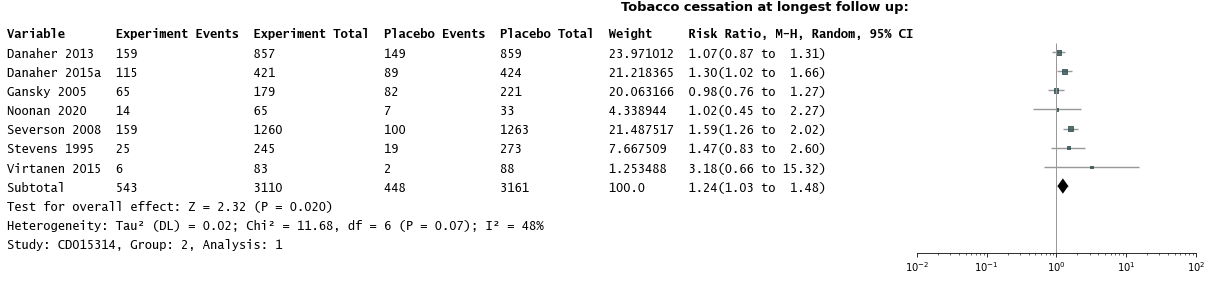 Tobacco cessation at longest follow up:
Variable Experiment Events Experiment Total Placebo Events Placebo Total Weight Risk Ratio, M-H, Random, 95% CI
Danaher 2013 159 857 149 859 23.971012 1.07(0.87 to 1.31)
Danaher 2015a 115 421 89 424 21.218365 1.30(1.02 to 1.66)
Gansky 2005 65 179 82 221 20.063166 0.98(0.76 to 1.27)
Noonan 2020 14 65 7 33 4.338944 1.02(0.45 to 2.27)
Severson 2008 159 1260 100 1263 21.487517 1.59(1.26 to 2.02)
Stevens 1995 25 245 19 273 7.667509 1.47(0.83 to 2.60)
Virtanen 2015 6 83 2 88 1.253488 3.18(0.66 to 15.32)
Subtotal 543 3110 448 3161 100.0 1.24(1.03 to 1.48)
Test for overall effect: Z = 2.32 (P = 0.020)
Heterogeneity: Tau² (DL) = 0.02; Chi² = 11.68, df = 6 (P = 0.07); I² = 48%
Study: CD015314, Group: 2, Analysis: 1
10⁻² 10⁻¹ 10⁰ 10¹ 10²